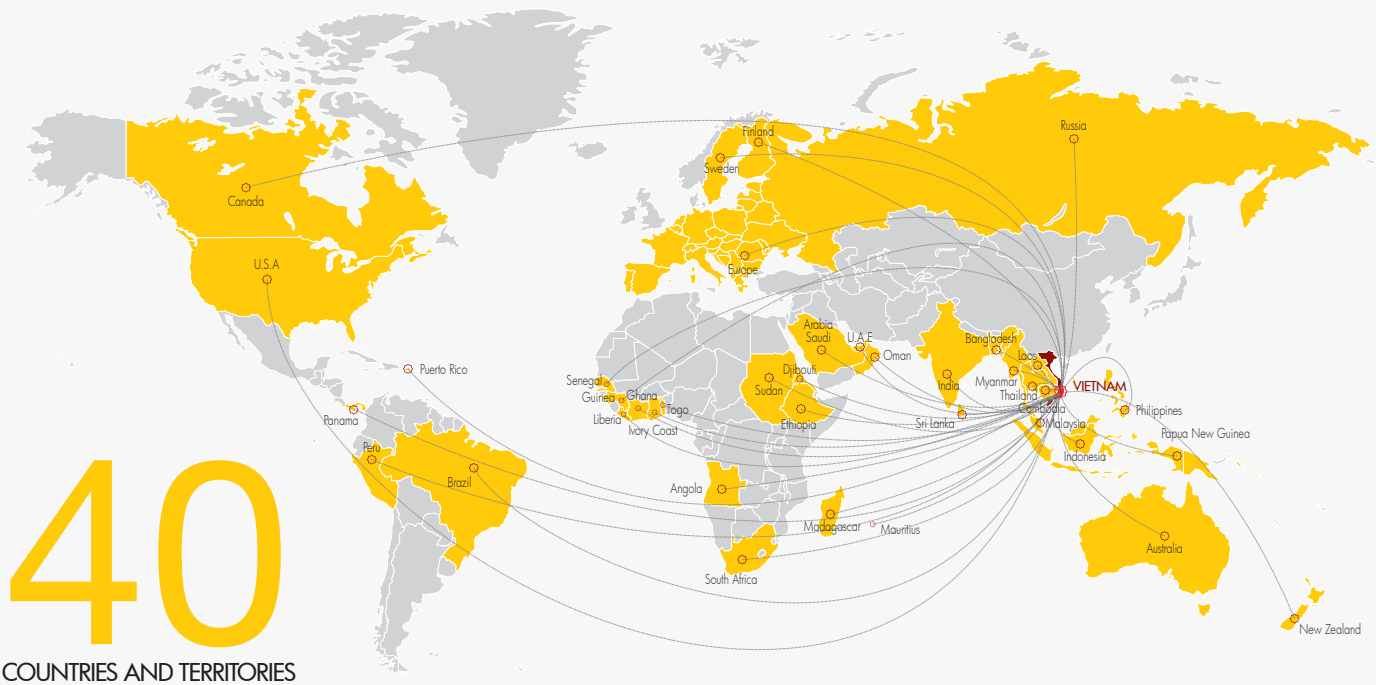 Russia
Finland
Sweden
Canada
U.S.A
Europe
Arabia
Saudi
U.A.E
Oman
Bangladesh
Laos
Puerto Rico
Senegal
Guinea
Ghana
Togo
Liberia
Ivory Coast
Djibouti
Sudan
Ethiopia
India
Sri Lanka
Myanmar
Thailand
VIETNAM
Cambodia
Malaysia
Philippines
Papua New Guinea
Indonesia
Panama
Peru
Brazil
Angola
Madagascar
Mauritius
South Africa
Australia
New Zealand
40
COUNTRIES AND TERRITORIES